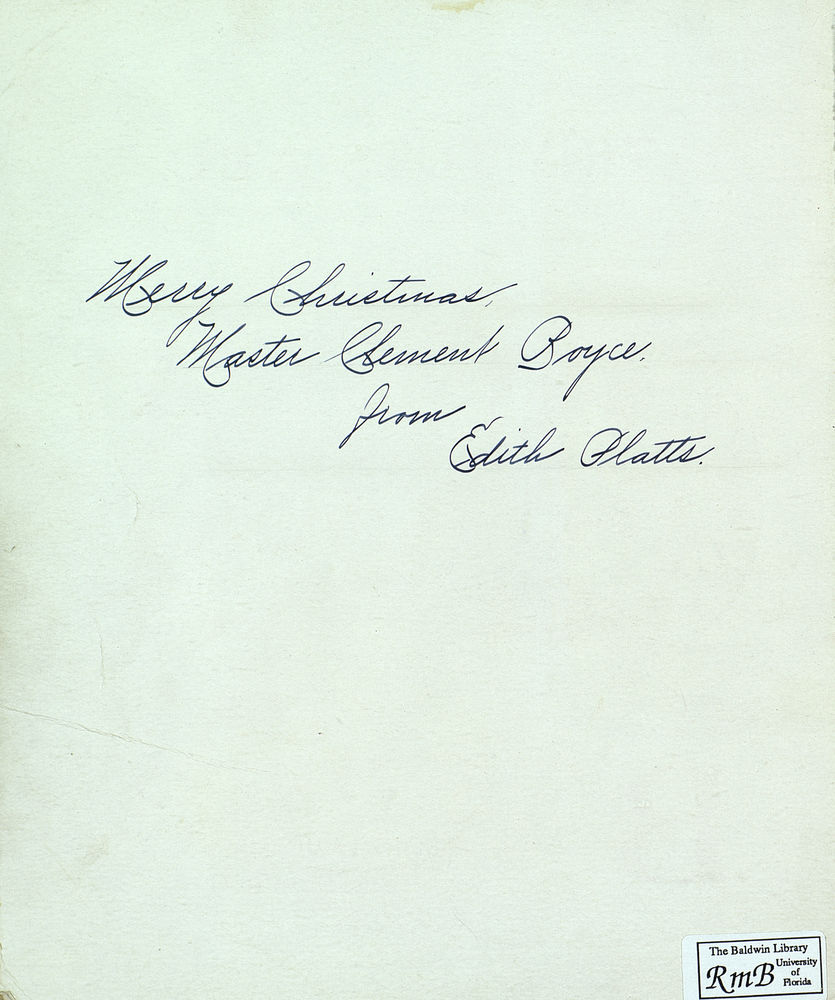 Merry Christmas,
Master Clement Boyce.
from
Edith Platts.
The Baldwin Library
RmB University
of
Florida